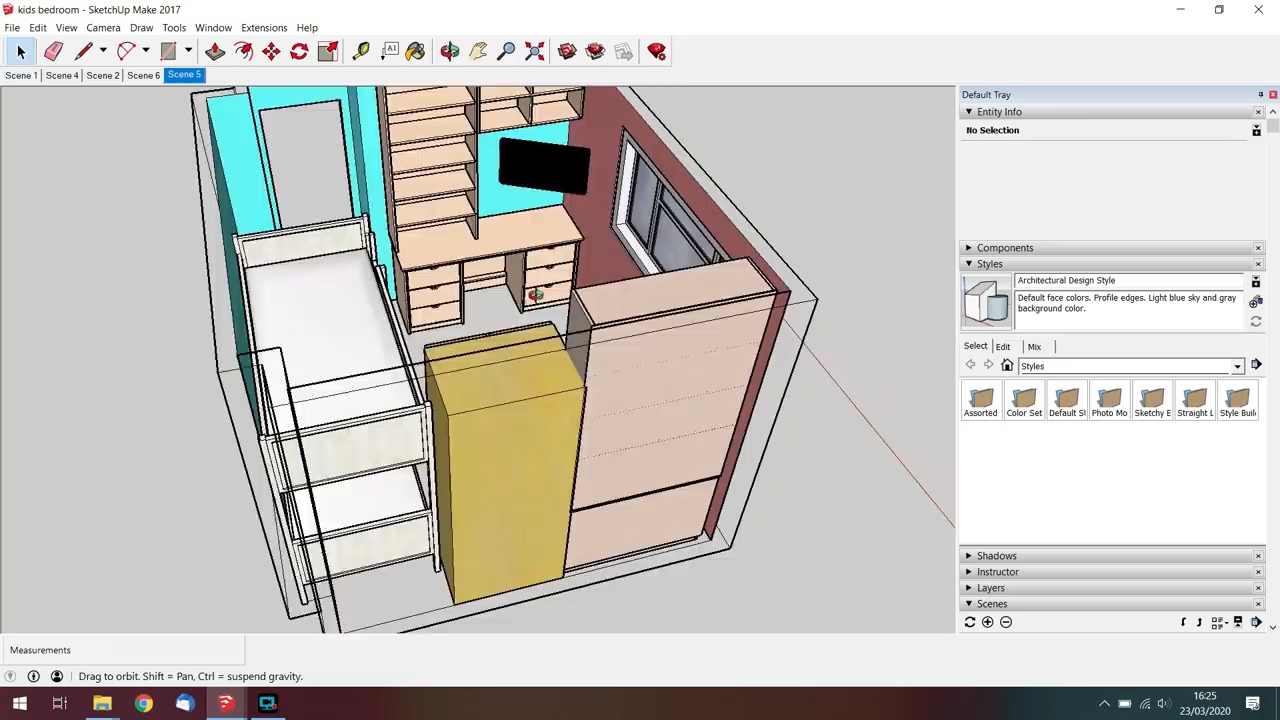 kids bedroom - SketchUp Make 2017
File Edit View Camera Draw Tools Window Extensions Help
A1
Scene 1 Scene 4 Scene 2 Scene 6 Scene 5
Default Tray
Entity Info
No Selection
Components
Styles
Architectural Design Style
Default face colors. Profile edges. Light blue sky and gray
background color.
Select Edit Mix
Styles
Assorted Color Set Default S Photo Mo Sketchy E Straight L Style Buil
Shadows
Instructor
Layers
Scenes
Measurements
Drag to orbit. Shift = Pan, Ctrl = suspend gravity.
16:25
23/03/2020